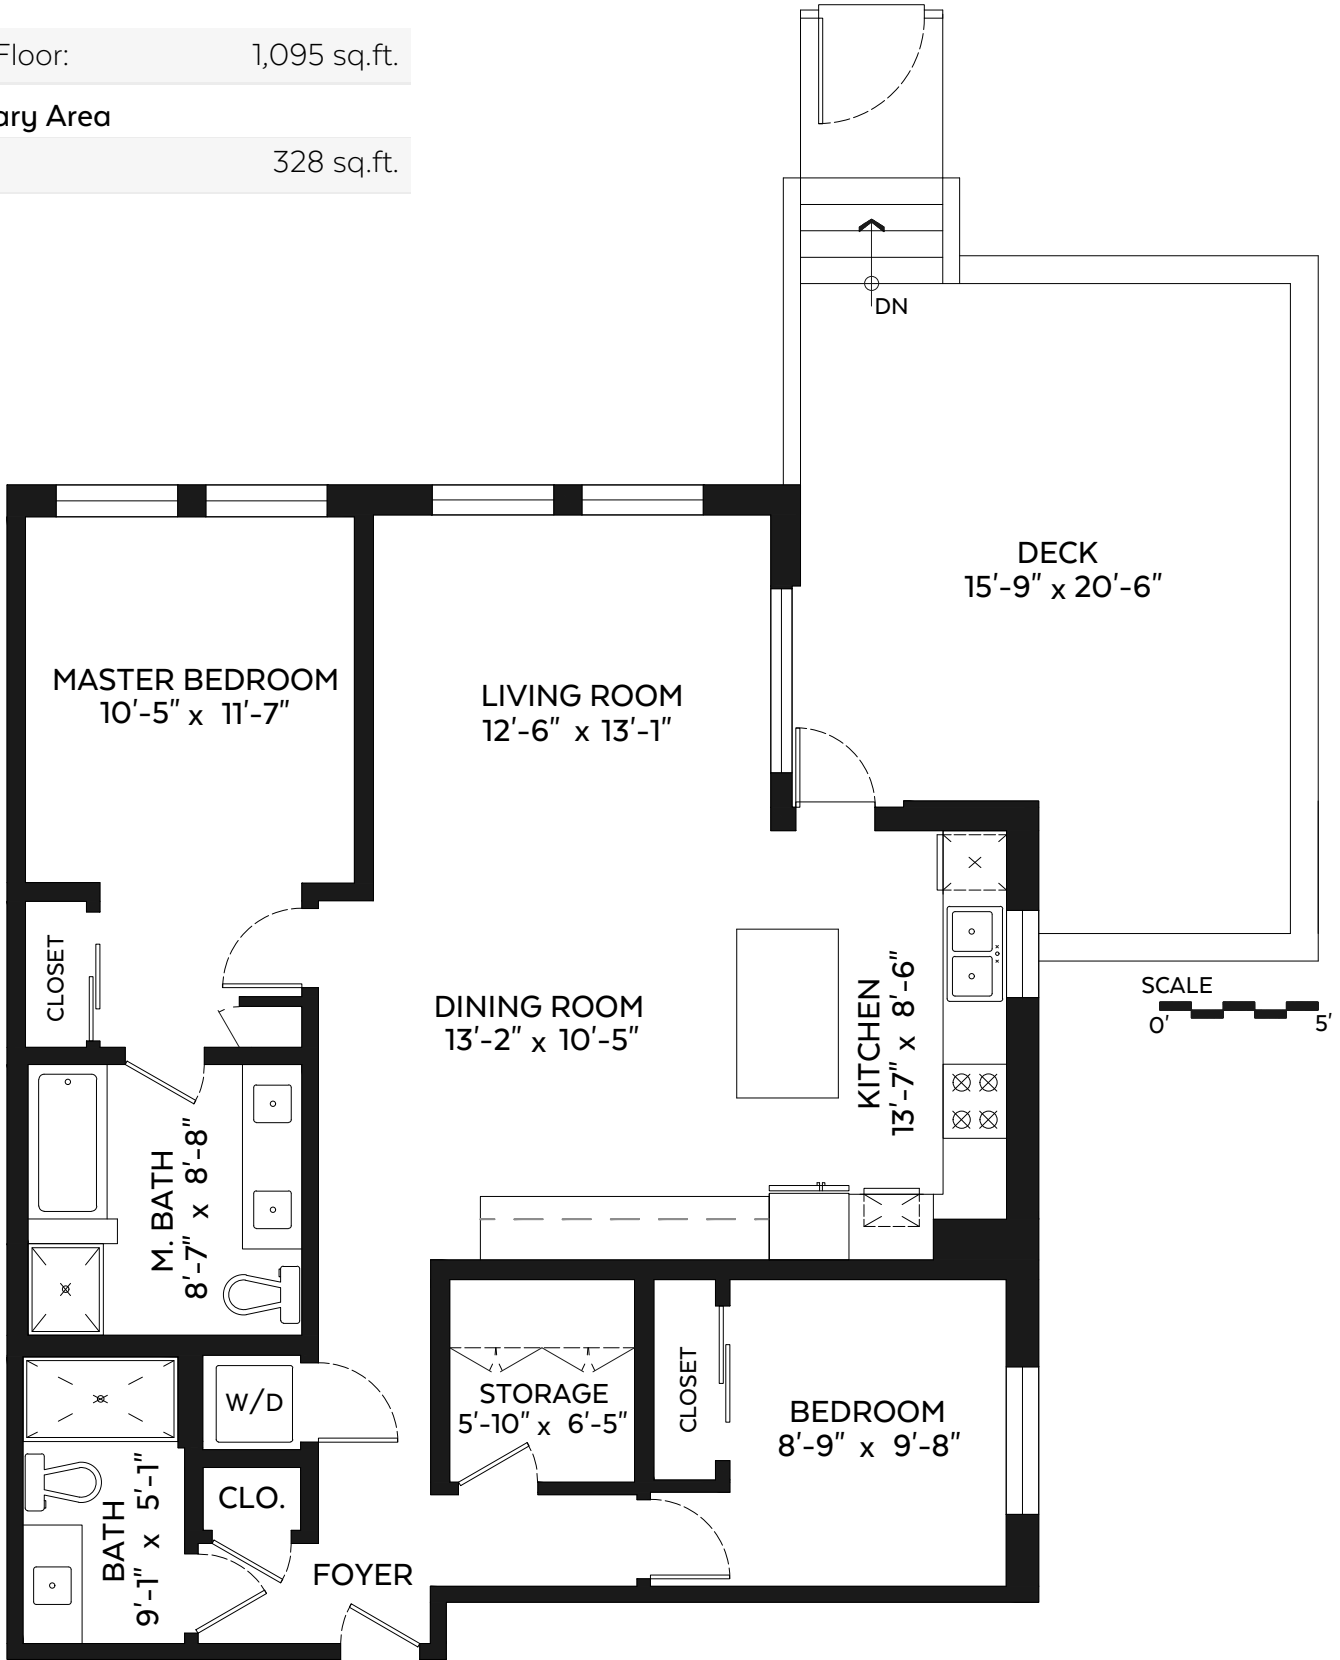 Floor: 1,095 sq.ft.
ary Area
328 sq.ft.
DN
DECK
15'-9" x 20'-6"
MASTER BEDROOM
10'-5" x 11'-7"
LIVING ROOM
12'-6" x 13'-1"
CLOSET
DINING ROOM
13'-2" x 10'-5"
KITCHEN
13'-7" x 8'-6"
SCALE
0' 5'
M. BATH
8'-7" x 8'-8"
W/D
STORAGE
5'-10" x 6'-5"
CLOSET
BEDROOM
8'-9" x 9'-8"
CLO.
BATH
9'-1" x 5'-1"
FOYER